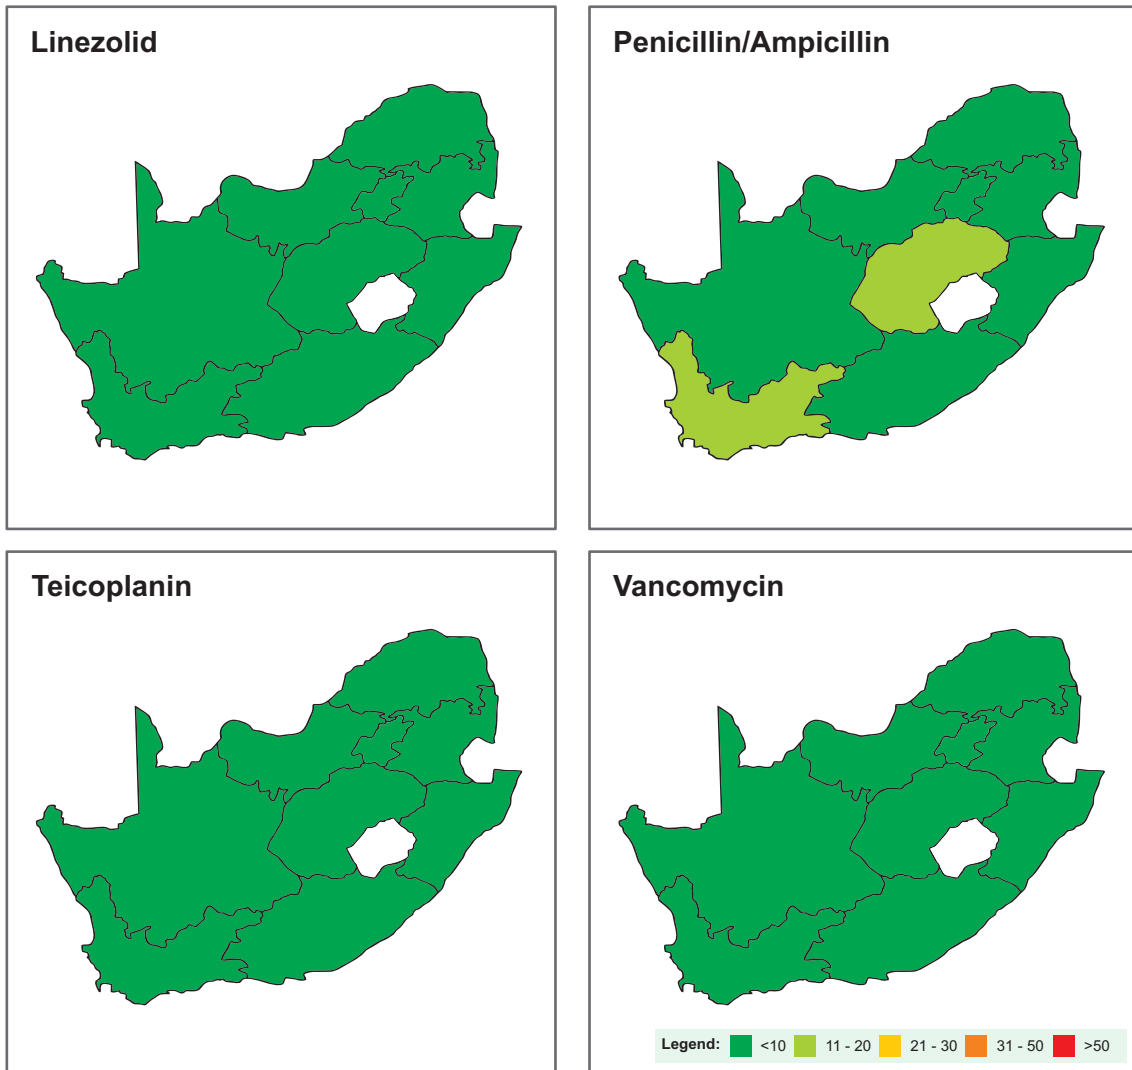 Linezolid
Penicillin/Ampicillin
Teicoplanin
Vancomycin
Legend: <10 11 - 20 21 - 30 31 - 50 >50